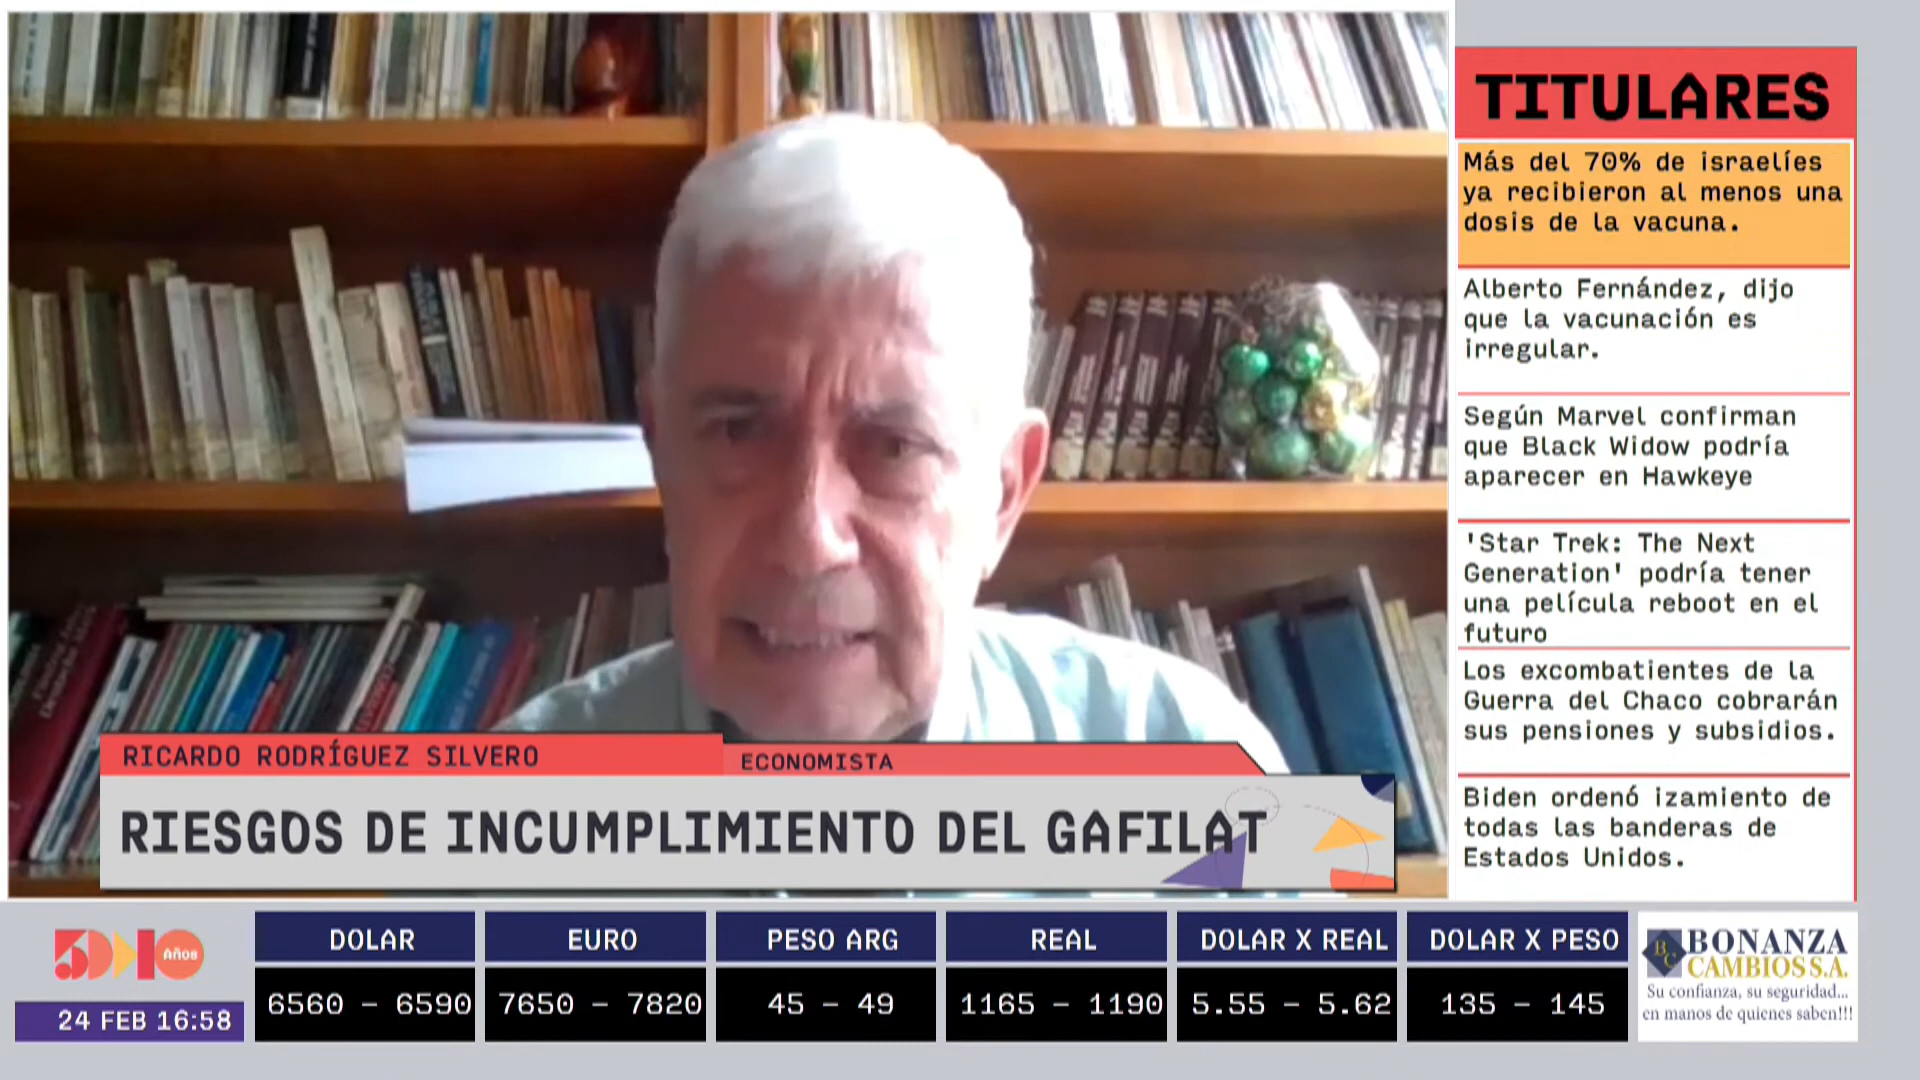 TITULARES
Más del 70% de israelíes
ya recibieron al menos una
dosis de la vacuna.
Alberto Fernández, dijo
que la vacunación es
irregular.
Según Marvel confirman
que Black Widow podría
aparecer en Hawkeye
'Star Trek: The Next
Generation' podría tener
una película reboot en el
futuro
Los excombatientes de la
Guerra del Chaco cobrarán
sus pensiones y subsidios.
Biden ordenó izamiento de
todas las banderas de
Estados Unidos.
RICARDO RODRÍGUEZ SILVERO
ECONOMISTA
RIESGOS DE INCUMPLIMIENTO DEL GAFILAT
Años
24 FEB 16:58
DOLAR
6560 - 6590
EURO
7650 - 7820
PESO ARG
45 - 49
REAL
1165 - 1190
DOLAR X REAL
5.55 - 5.62
DOLAR X PESO
135 - 145
BC
BONANZA
CAMBIOS S.A.
Su confianza, su seguridad...
en manos de quienes saben!!!